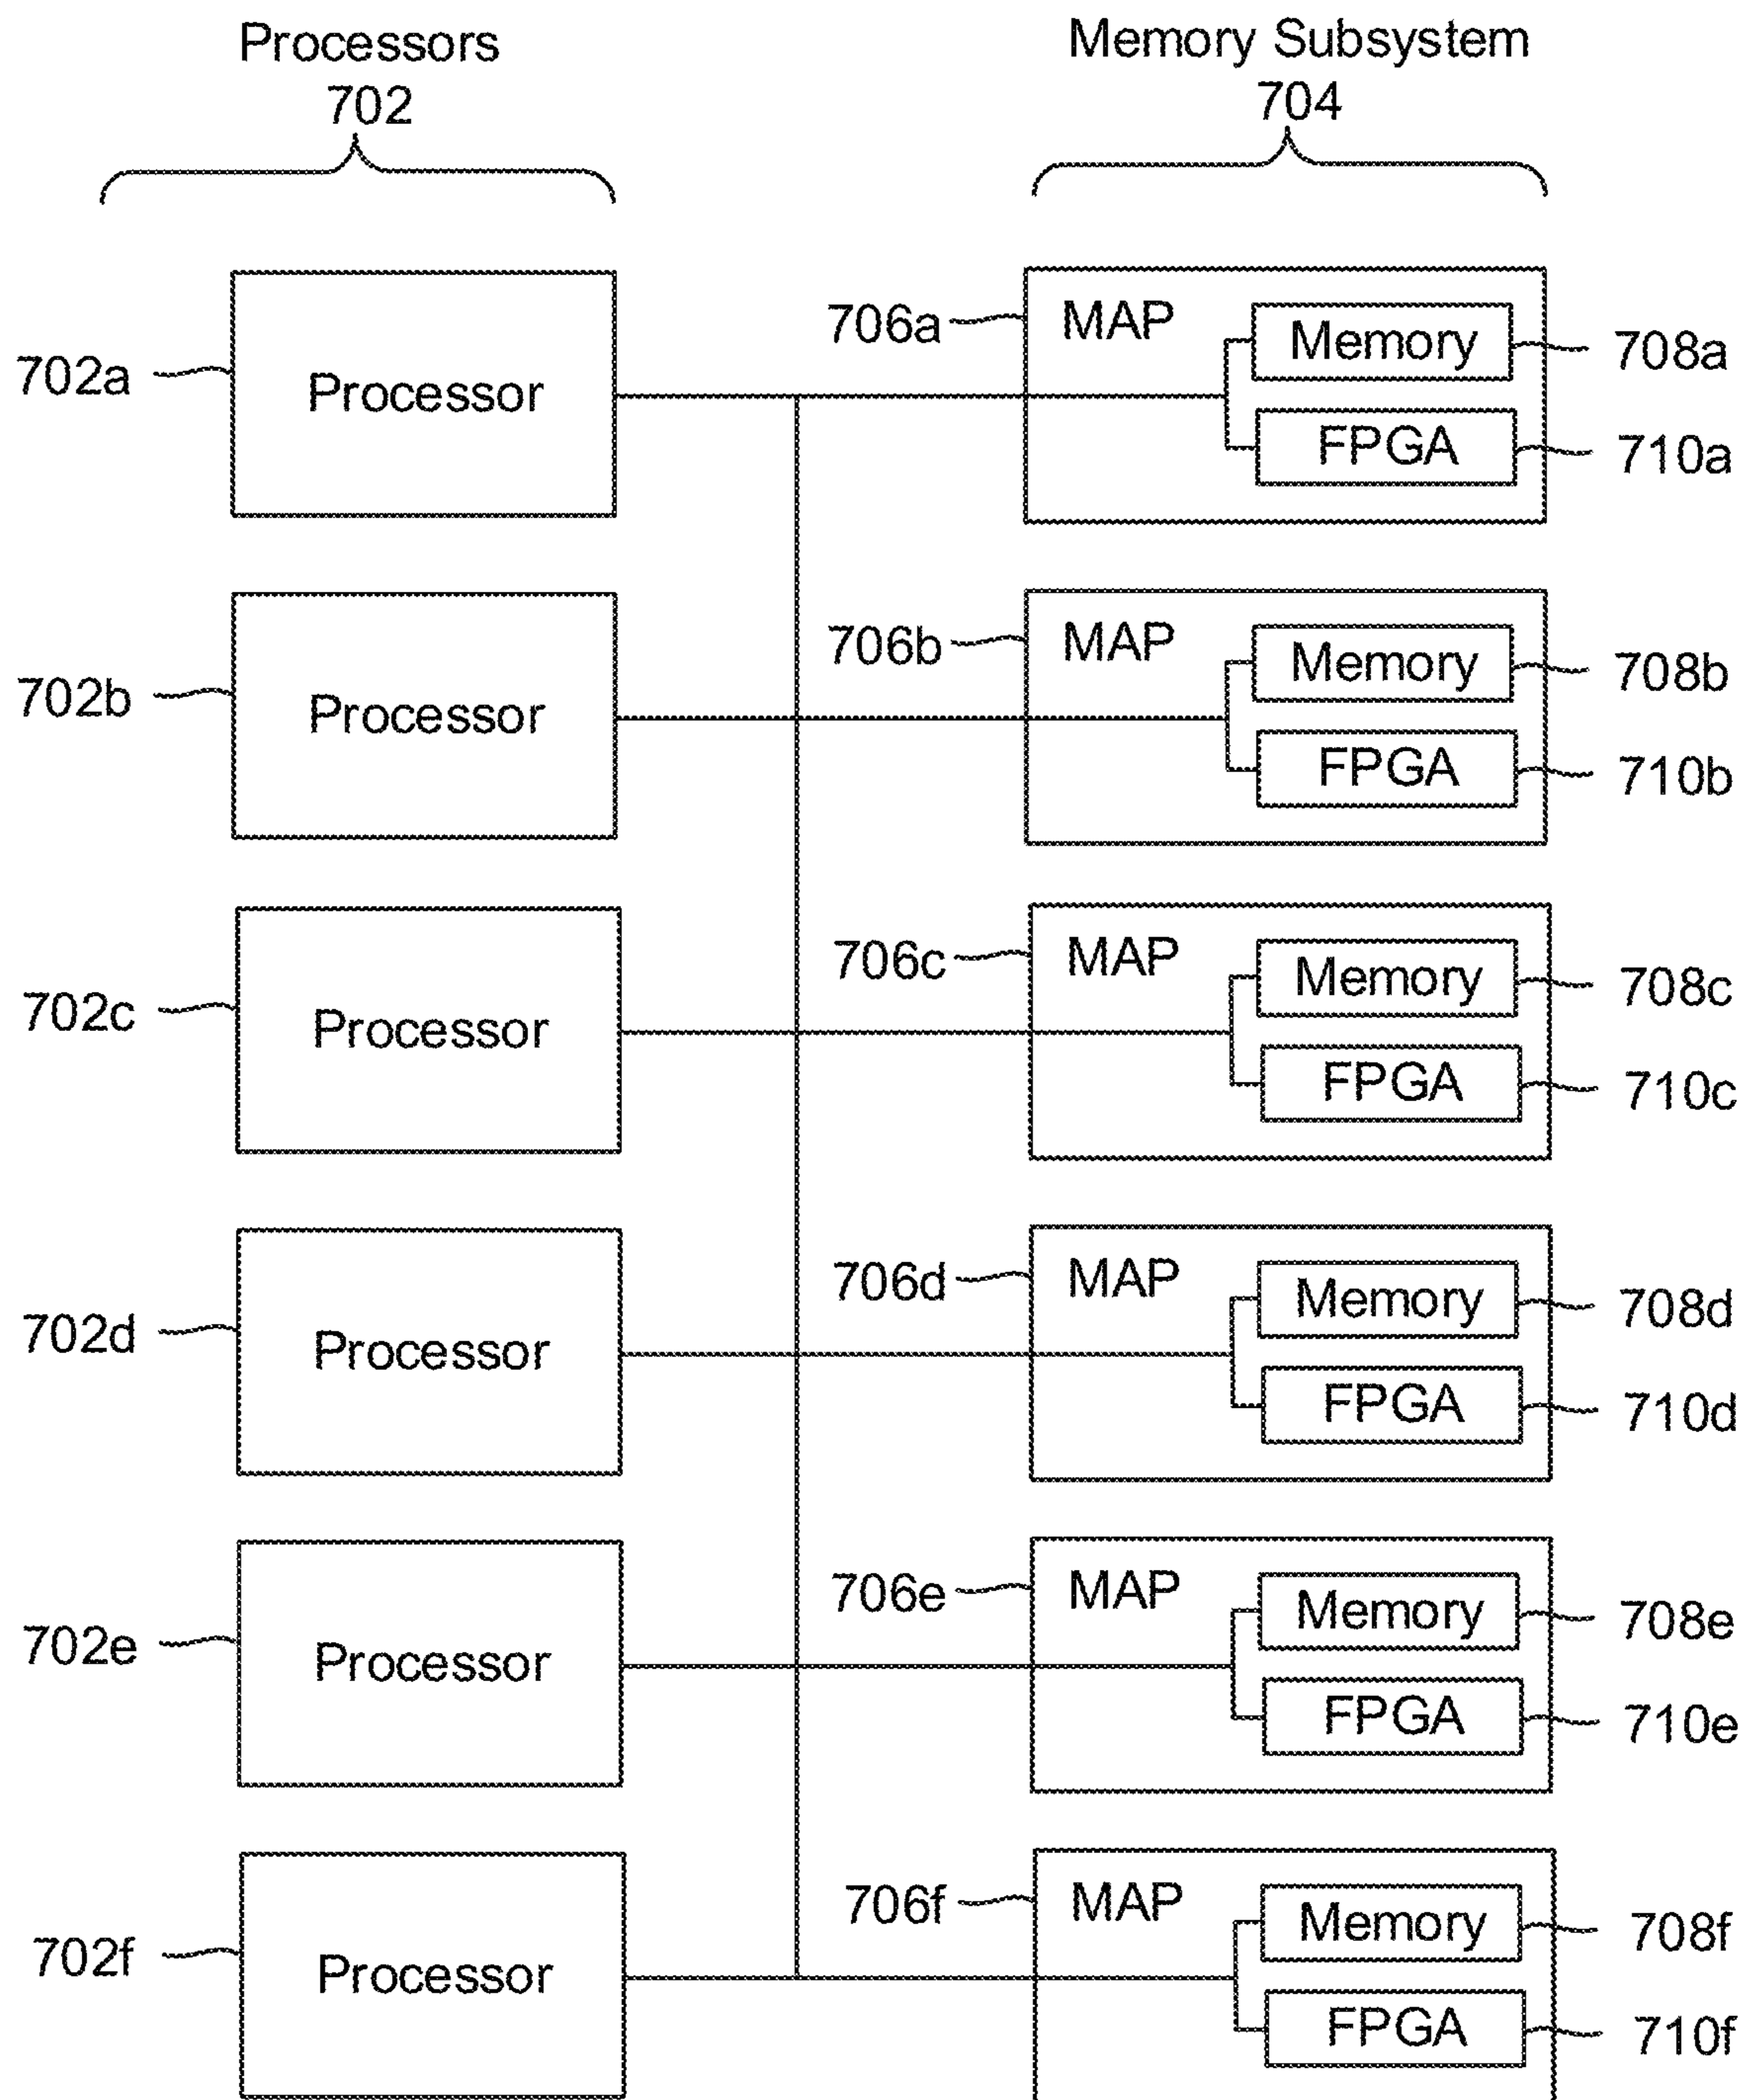 Processors
702
Memory Subsystem
704
706a
MAP
Memory
708a
702a
Processor
FPGA
710a
706b
MAP
Memory
708b
702b
Processor
FPGA
710b
706c
MAP
Memory
708c
702c
Processor
FPGA
710c
706d
MAP
Memory
708d
702d
Processor
FPGA
710d
706e
MAP
Memory
708e
702e
Processor
FPGA
710e
706f
MAP
Memory
708f
702f
Processor
FPGA
710f